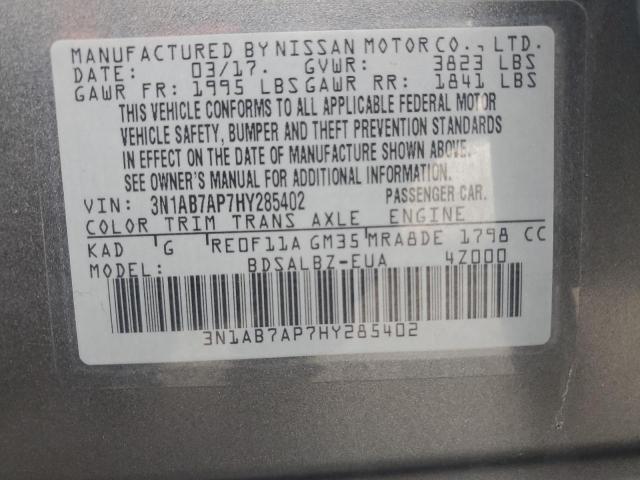 MANUFACTURED BY NISSAN MOTOR CO., LTD.
DATE: 03/17. GVWR: 3823 LBS
GAWR FR: 1995 LBS GAWR RR: 1841 LBS
THIS VEHICLE CONFORMS TO ALL APPLICABLE FEDERAL MOTOR
VEHICLE SAFETY, BUMPER AND THEFT PREVENTION STANDARDS
IN EFFECT ON THE DATE OF MANUFACTURE SHOWN ABOVE.
SEE OWNER'S MANUAL FOR ADDITIONAL INFORMATION.
VIN: 3N1AB7AP7HY285402 PASSENGER CAR.
COLOR TRIM TRANS AXLE ENGINE
KAD G RE0F11A GM35 MRA8DE 1798 CC
MODEL: BDSALBZ-EUA 4Z000
3N1AB7AP7HY285402